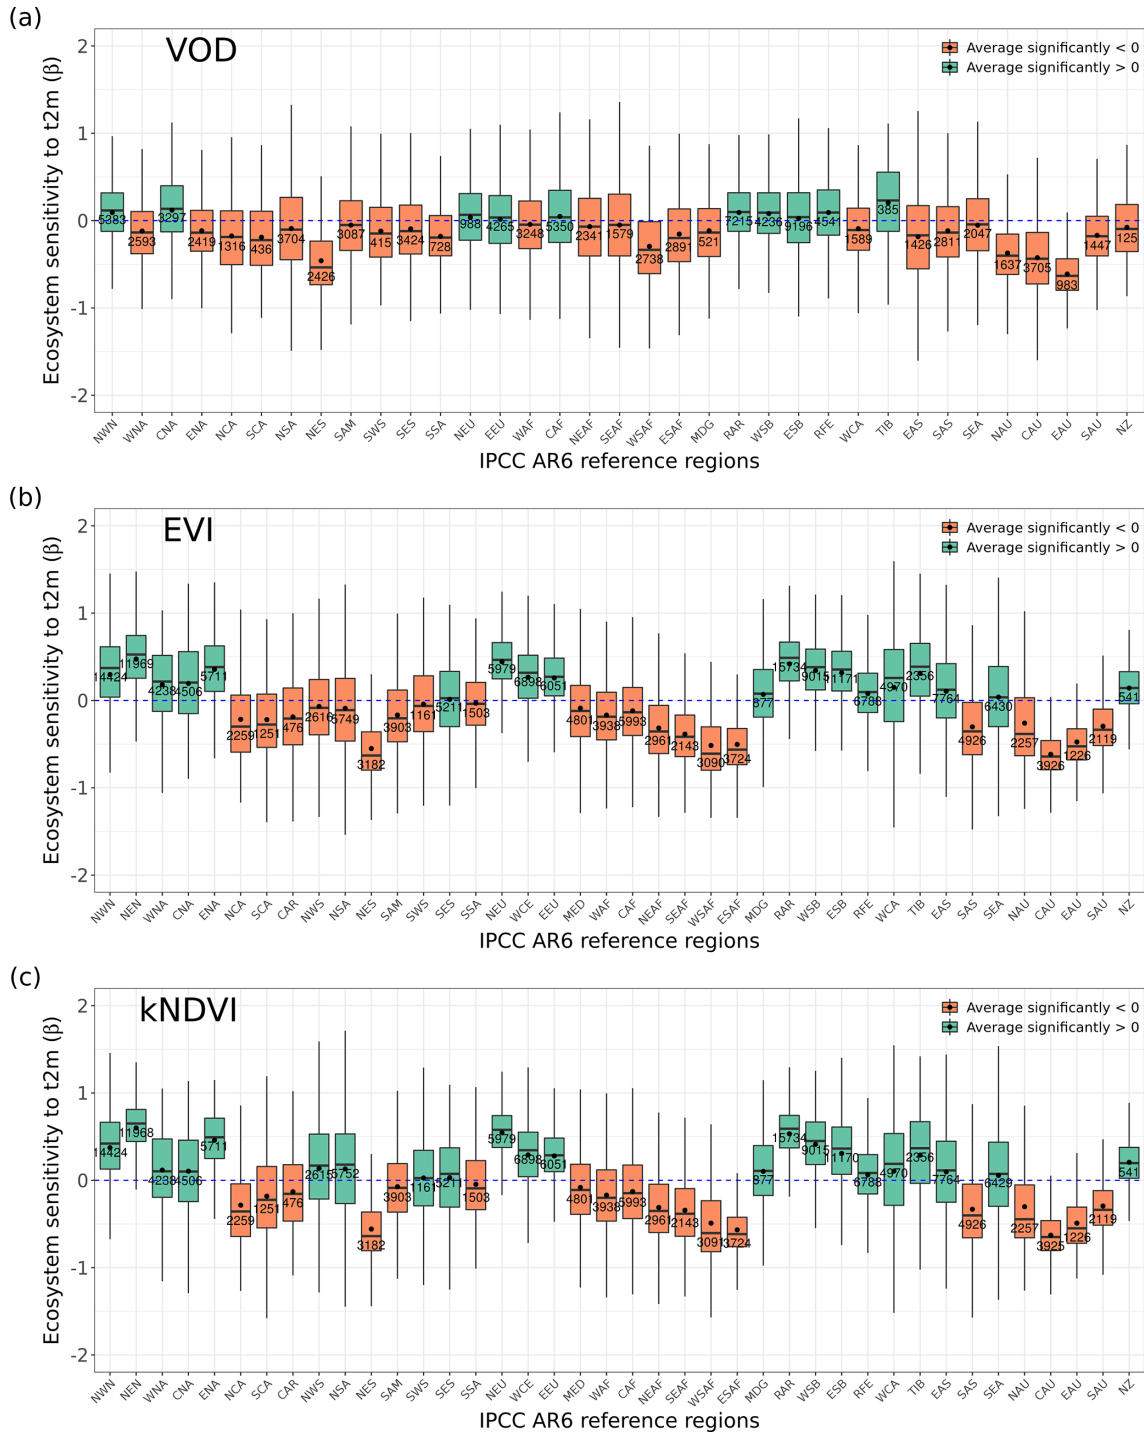 (a)
VOD
Average significantly < 0
Average significantly > 0
Ecosystem sensitivity to t2m (β)
2
1
0
-1
-2
5383 2593 3297 2419 1316 436 3704 2426 3087 415 3424 728 988 4265 3248 5350 2341 1579 2738 2891 521 7215 4236 9196 4541 1589 385 1426 2811 2047 1637 3705 983 1447 125
NWN WNA CNA ENA NCA SCA NSA NES SAM SWS SES SSA NEU EEU WAF CAF NEAF SEAF WSAF ESAF MDG RAR WSB ESB RFE WCA TIB EAS SAS SEA NAU CAU EAU SAU NZ
IPCC AR6 reference regions
(b)
EVI
Average significantly < 0
Average significantly > 0
Ecosystem sensitivity to t2m (β)
2
1
0
-1
-2
14424 11969 4238 4506 5711 2259 1251 476 2616 5749 3182 3903 1161 5211 1503 5979 6898 6051 4801 3938 5993 2961 2143 3090 3724 877 15734 9015 11171 6788 4970 2356 7764 4926 6430 2257 3926 1226 2119 541
NWN NEN WNA CNA ENA NCA SCA CAR NWS NSA NES SAM SWS SES SSA NEU WCE EEU MED WAF CAF NEAF SEAF WSAF ESAF MDG RAR WSB ESB RFE WCA TIB EAS SAS SEA NAU CAU EAU SAU NZ
IPCC AR6 reference regions
(c)
kNDVI
Average significantly < 0
Average significantly > 0
Ecosystem sensitivity to t2m (β)
2
1
0
-1
-2
14424 11968 4238 4506 5711 2259 1251 476 2615 5752 3182 3903 1161 5211 1503 5979 6898 6051 4801 3938 5993 2961 2143 3091 3724 877 15734 9015 11170 6788 4970 2356 7764 4926 6429 2257 3925 1226 2119 541
NWN NEN WNA CNA ENA NCA SCA CAR NWS NSA NES SAM SWS SES SSA NEU WCE EEU MED WAF CAF NEAF SEAF WSAF ESAF MDG RAR WSB ESB RFE WCA TIB EAS SAS SEA NAU CAU EAU SAU NZ
IPCC AR6 reference regions